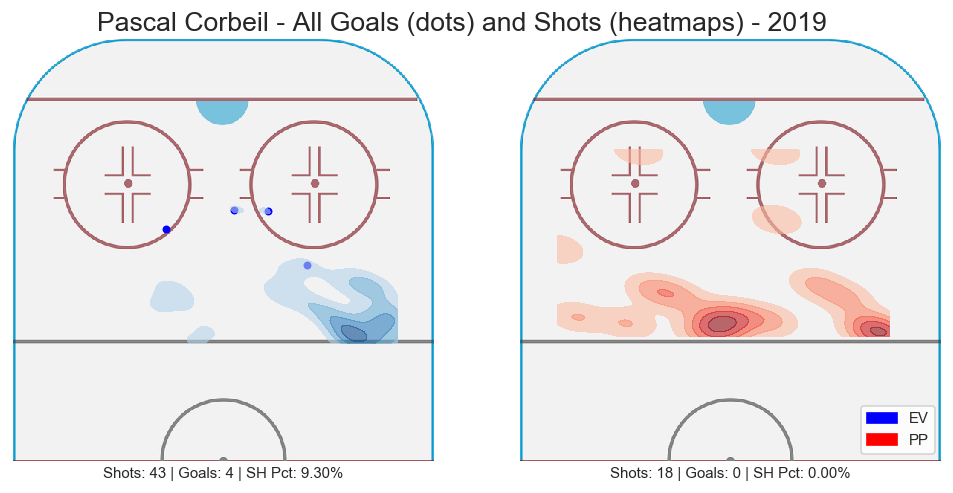 Pascal Corbeil - All Goals (dots) and Shots (heatmaps) - 2019
EV
PP
Shots: 43 | Goals: 4 | SH Pct: 9.30%
Shots: 18 | Goals: 0 | SH Pct: 0.00%